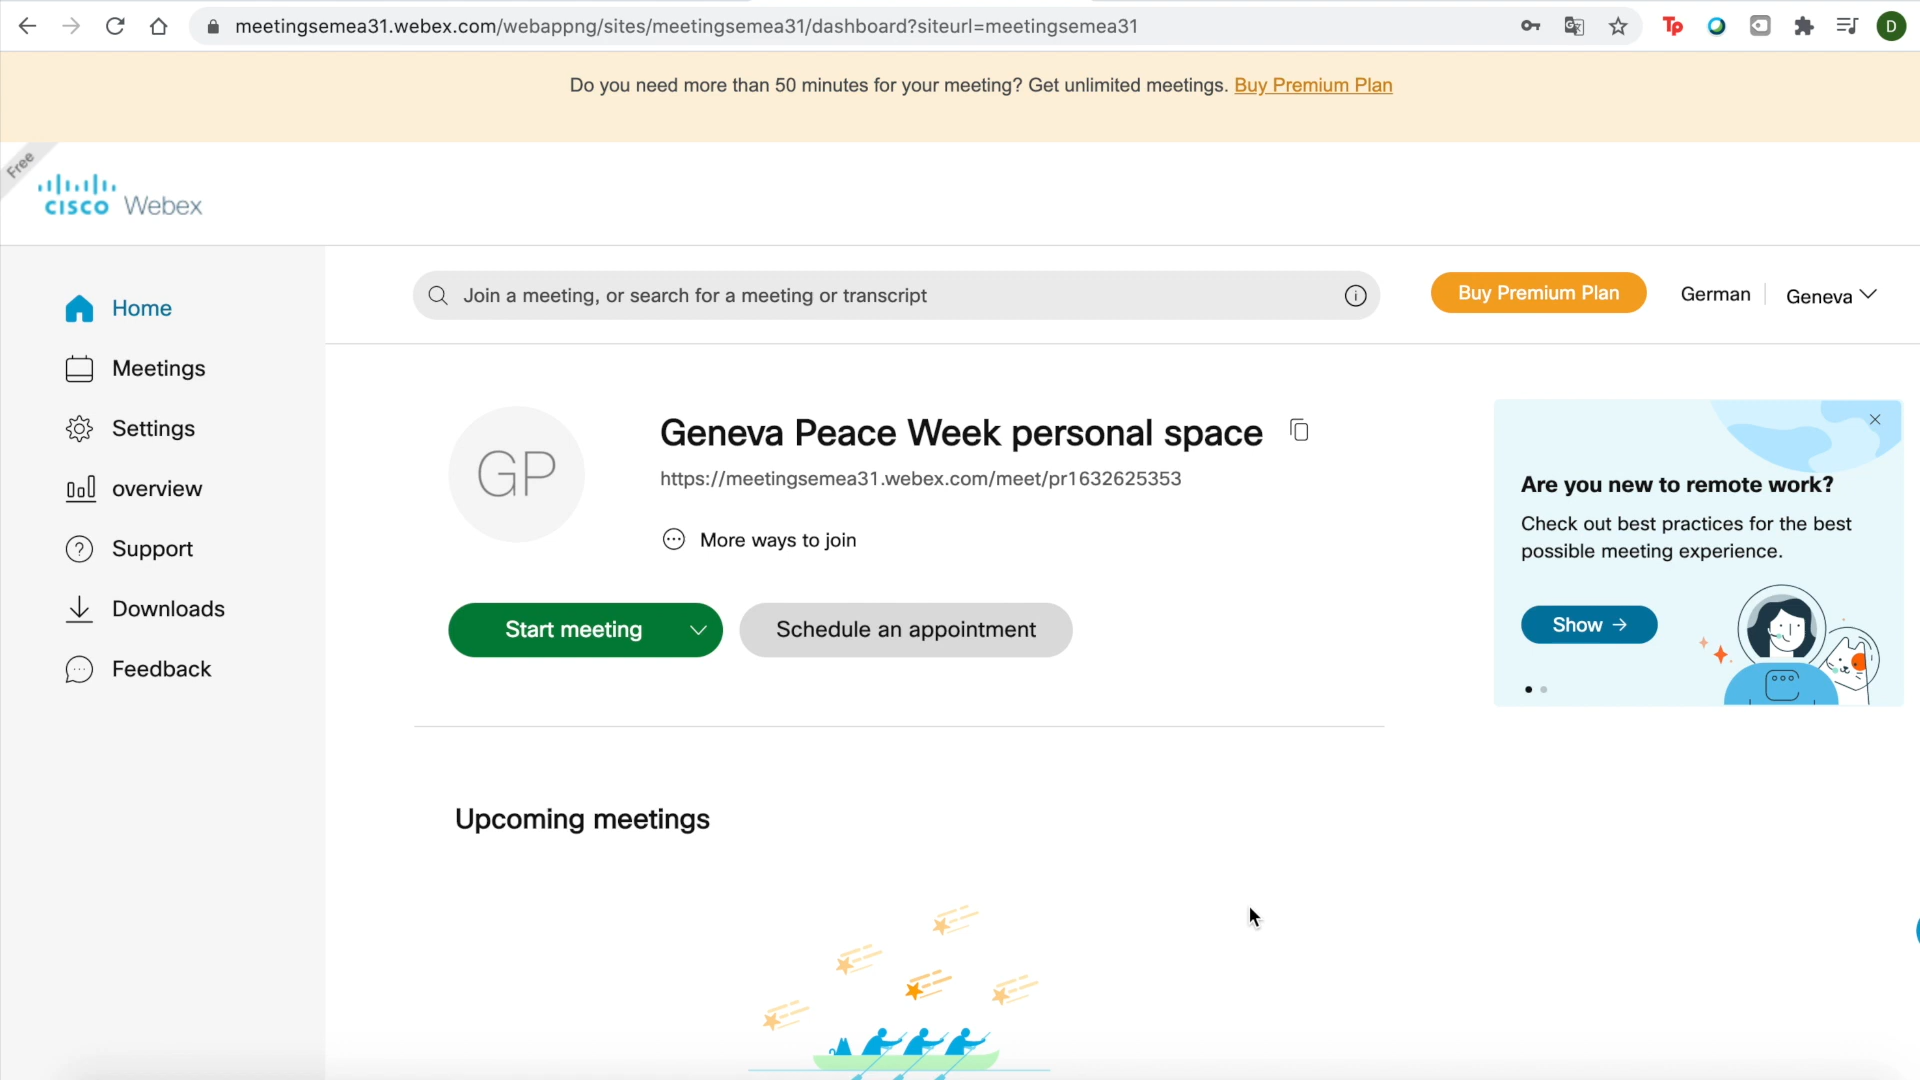 meetingsemea31.webex.com/webappng/sites/meetingsemea31/dashboard?siteurl=meetingsemea31
Tp
D
Do you need more than 50 minutes for your meeting? Get unlimited meetings. Buy Premium Plan
Free
CISCO Webex
Home
Meetings
Settings
overview
Support
Downloads
Feedback
Join a meeting, or search for a meeting or transcript
Buy Premium Plan
German
Geneva
GP
Geneva Peace Week personal space
https://meetingsemea31.webex.com/meet/pr1632625353
More ways to join
Start meeting
Schedule an appointment
Are you new to remote work?
Check out best practices for the best
possible meeting experience.
Show →
Upcoming meetings